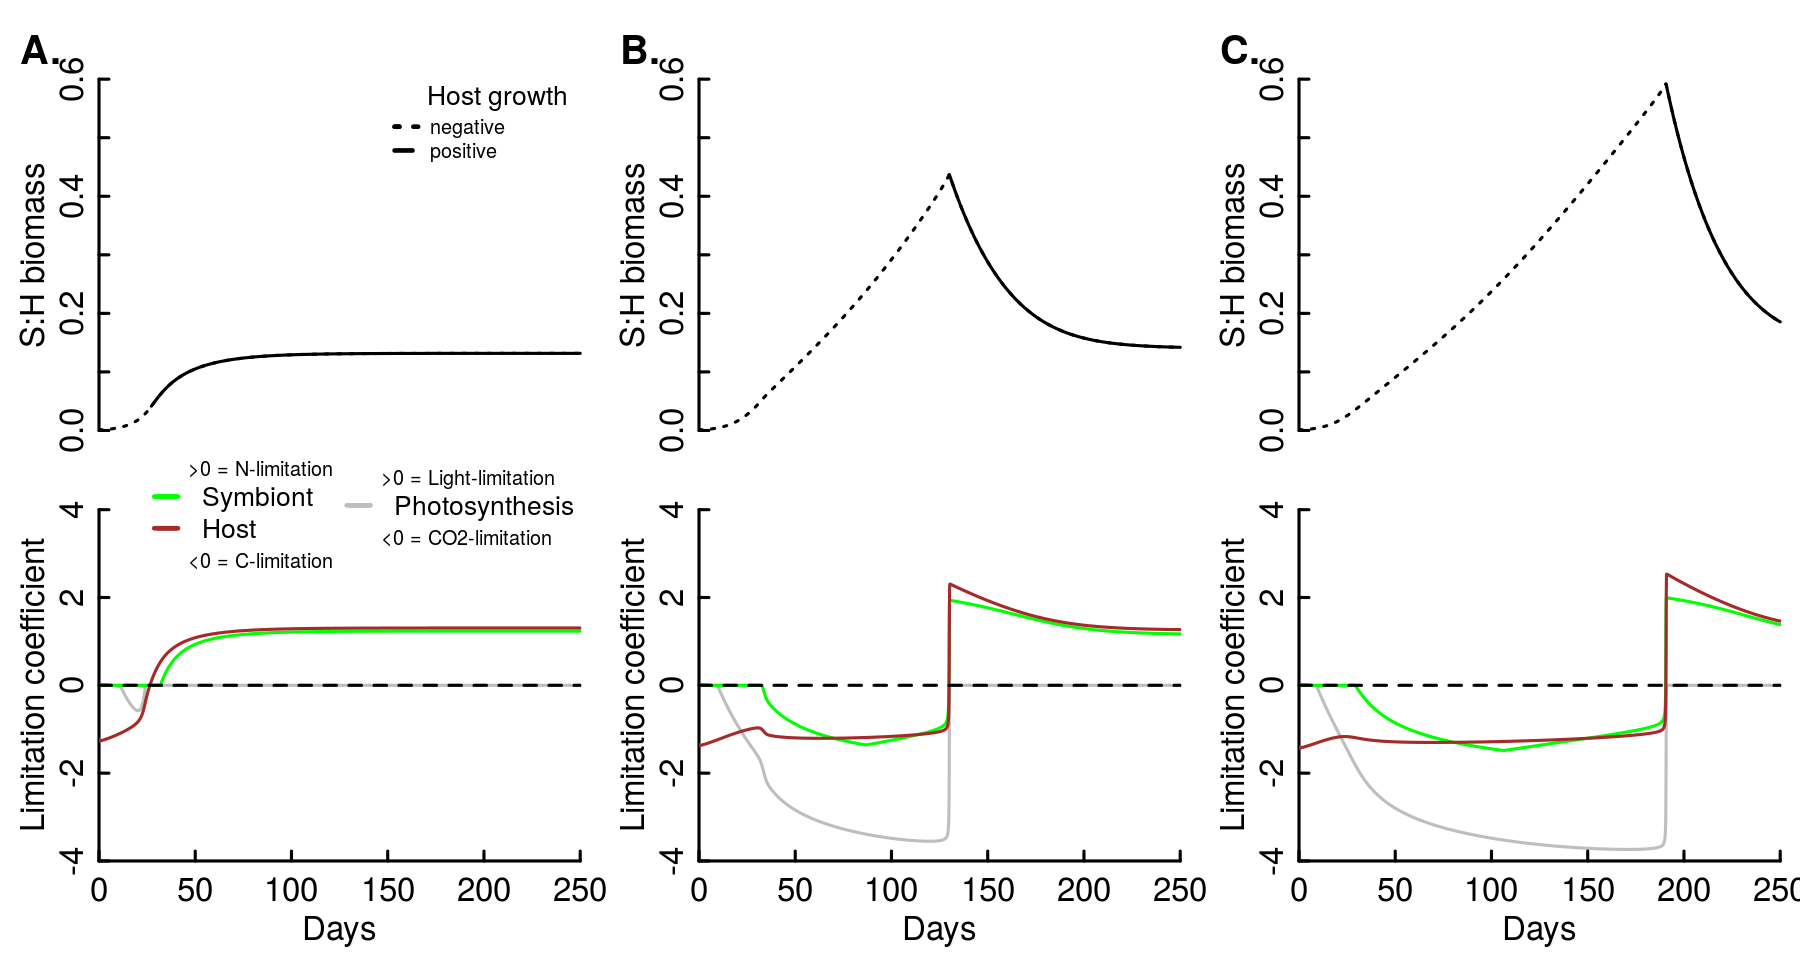 A.
B.
C.
S:H biomass
0.0
0.2
0.4
0.6
Host growth
negative
positive
S:H biomass
0.0
0.2
0.4
0.6
S:H biomass
0.0
0.2
0.4
0.6
>0 = N-limitation
Symbiont
Host
<0 = C-limitation
>0 = Light-limitation
Photosynthesis
<0 = CO2-limitation
Limitation coefficient
4
2
0
-2
-4
0 50 100 150 200 250
Days
Limitation coefficient
4
2
0
-2
-4
0 50 100 150 200 250
Days
Limitation coefficient
4
2
0
-2
-4
0 50 100 150 200 250
Days